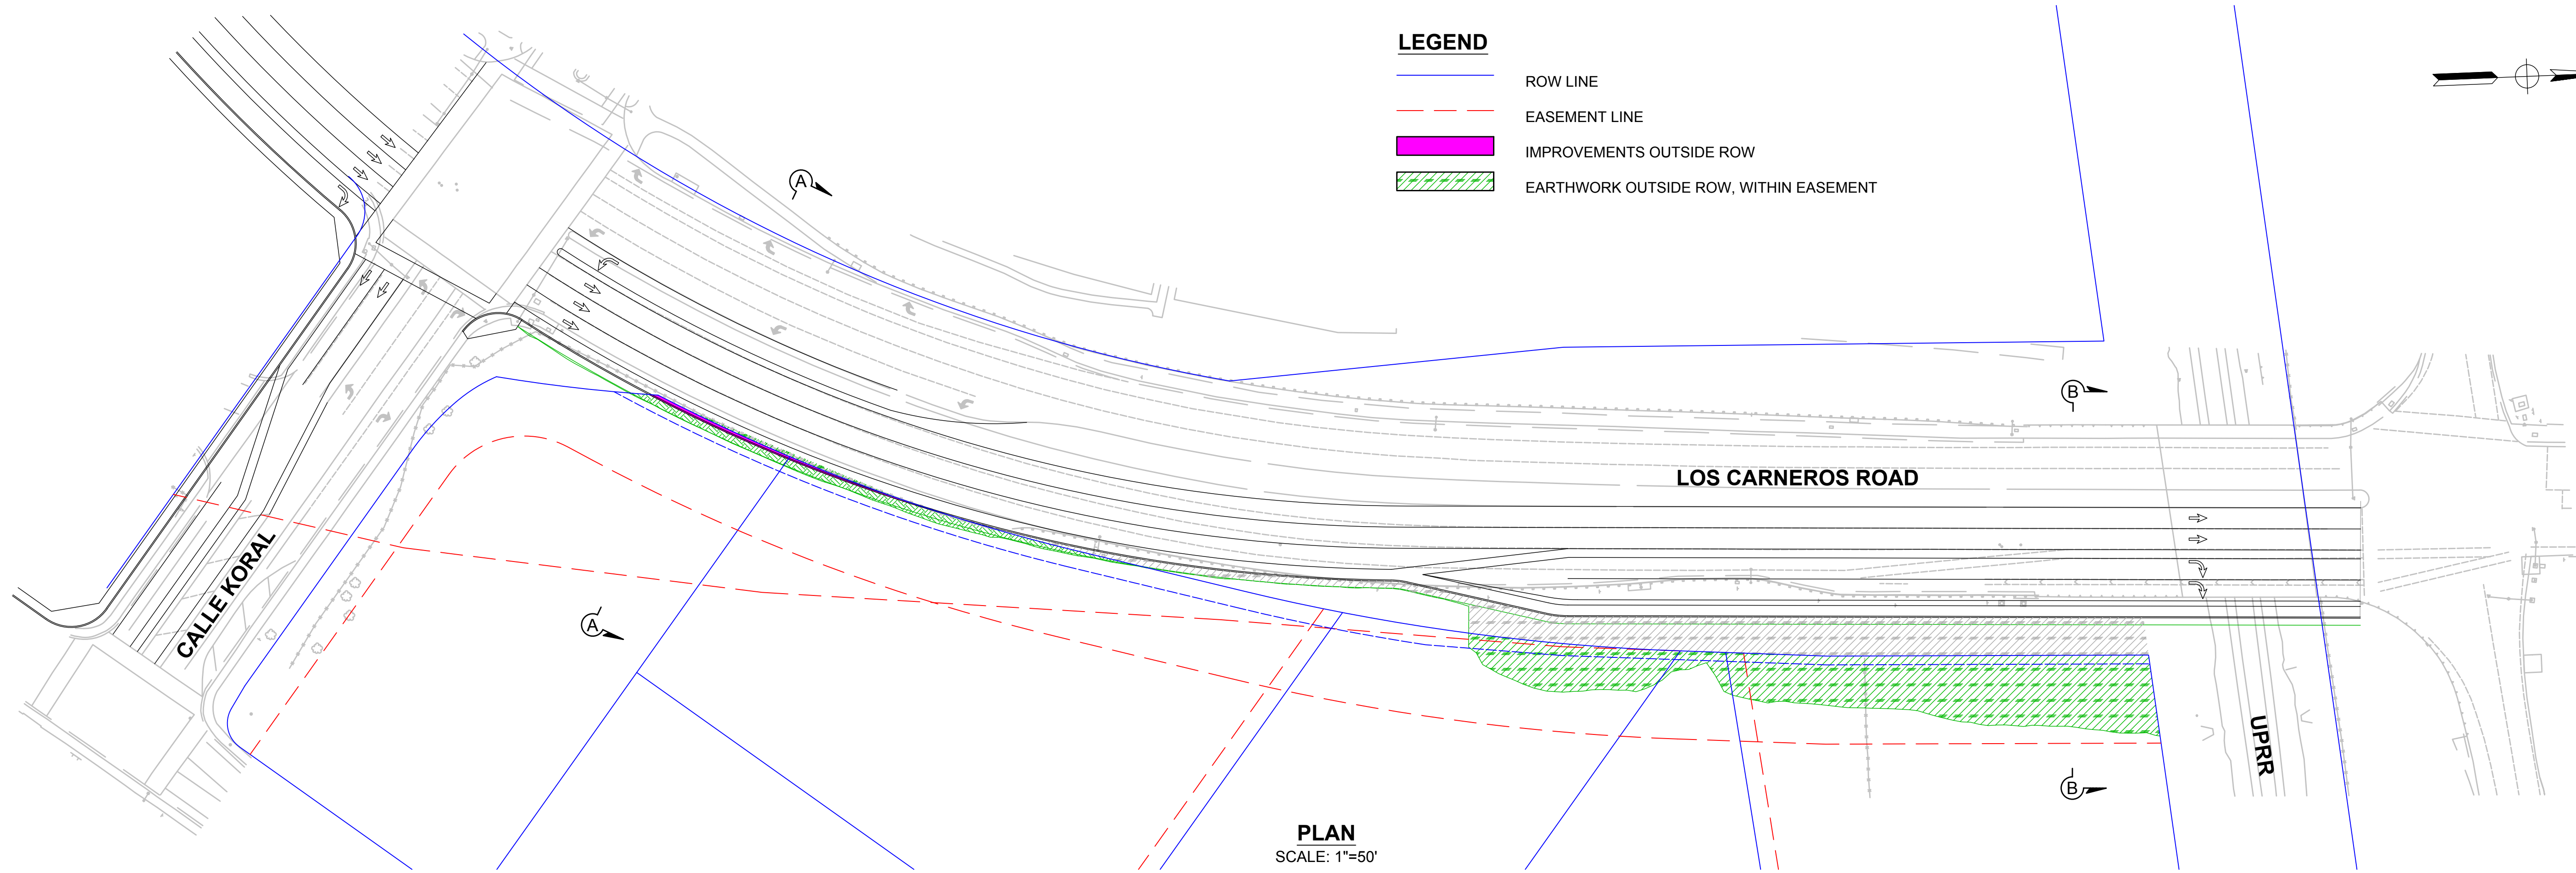 LEGEND
ROW LINE
EASEMENT LINE
IMPROVEMENTS OUTSIDE ROW
EARTHWORK OUTSIDE ROW, WITHIN EASEMENT
A
B
LOS CARNEROS ROAD
CALLE KORAL
A
UPRR
B
PLAN
SCALE: 1"=50'